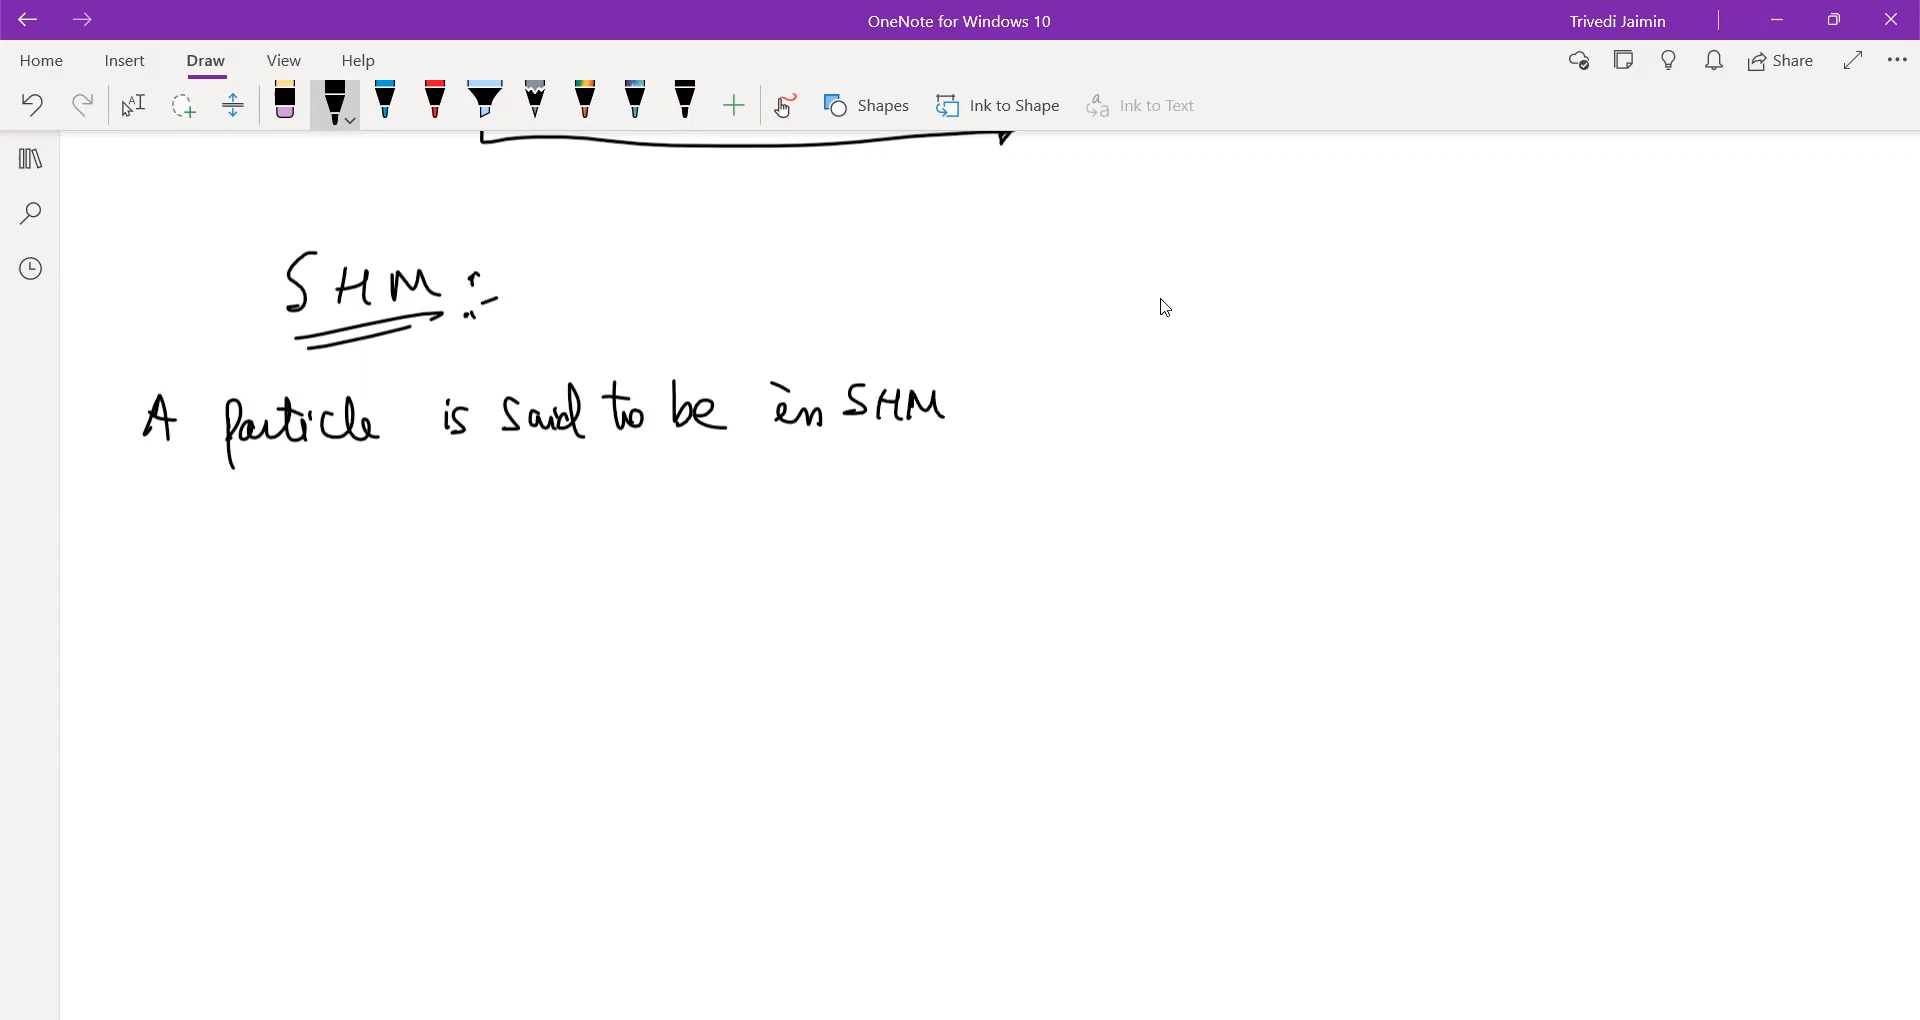 OneNote for Windows 10
Trivedi Jaimin
Home Insert Draw View Help
Share
Shapes Ink to Shape Ink to Text
SHM :-
A particle is said to be in SHM